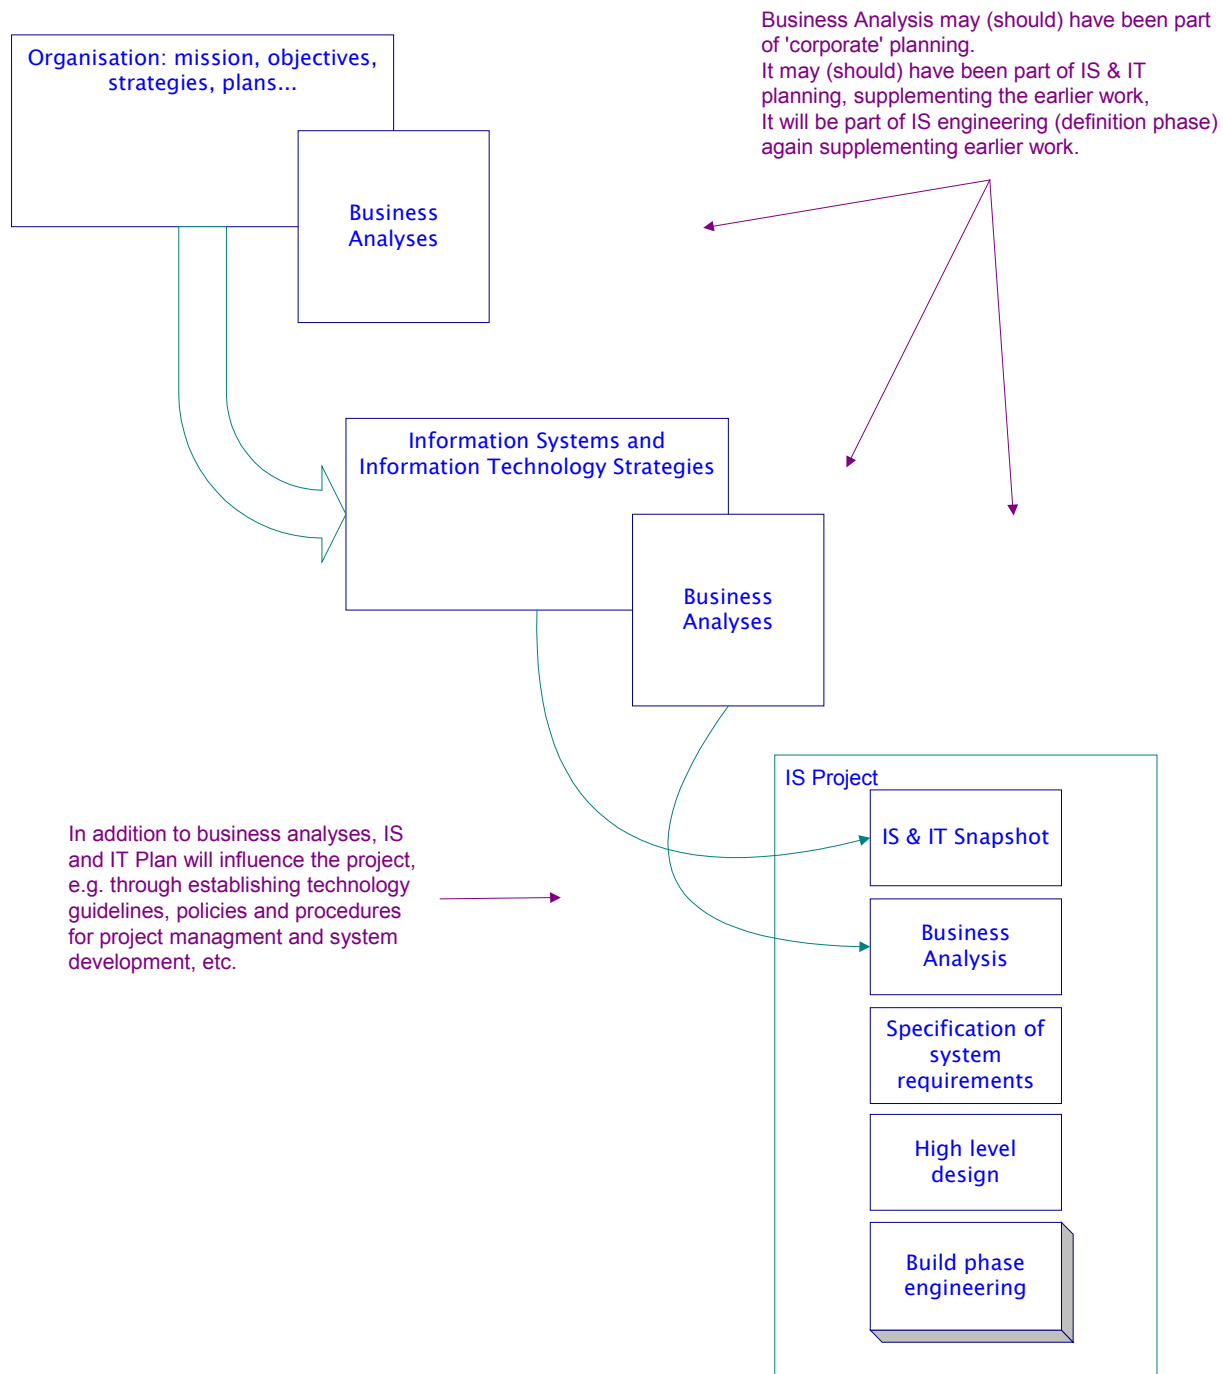 Business Analysis may (should) have been part
of 'corporate' planning.
It may (should) have been part of IS & IT
planning, supplementing the earlier work,
It will be part of IS engineering (definition phase)
again supplementing earlier work.
Organisation: mission, objectives,
strategies, plans...
Business
Analyses
Information Systems and
Information Technology Strategies
Business
Analyses
In addition to business analyses, IS
and IT Plan will influence the project,
e.g. through establishing technology
guidelines, policies and procedures
for project managment and system
development, etc.
IS Project
IS & IT Snapshot
Business
Analysis
Specification of
system
requirements
High level
design
Build phase
engineering